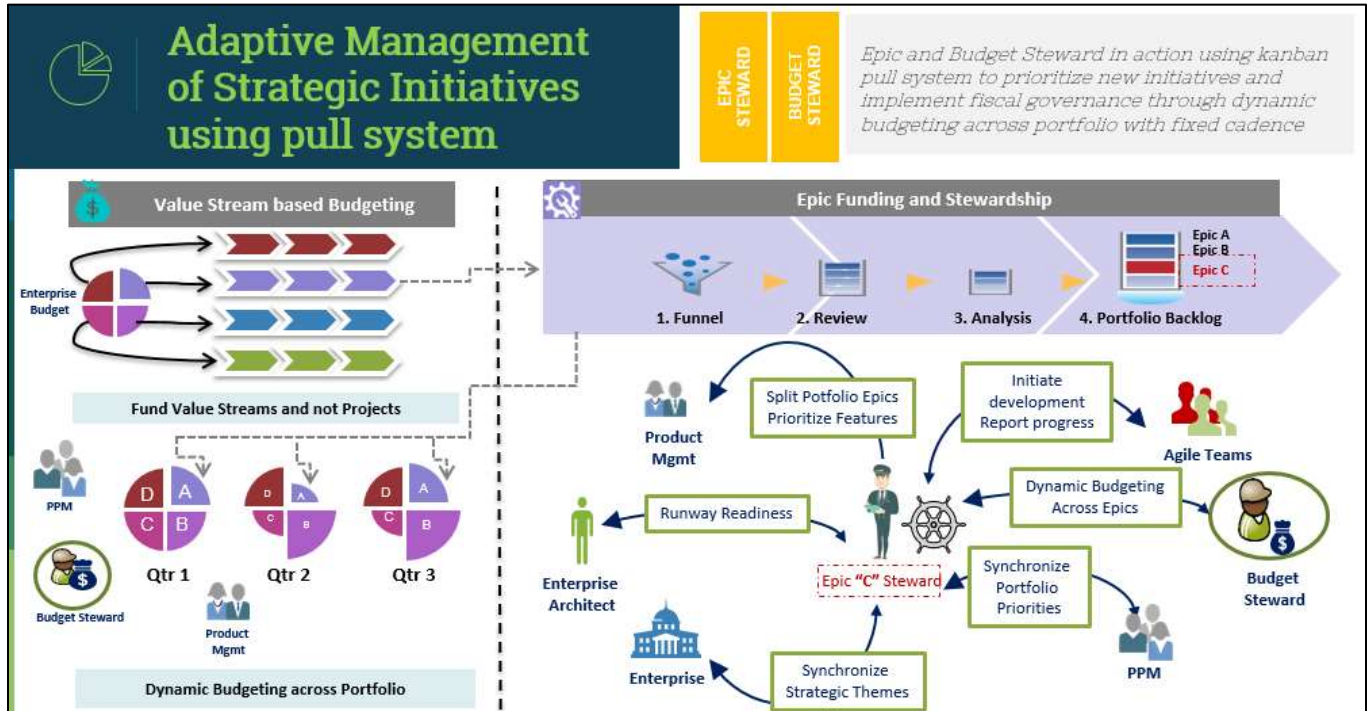 Adaptive Management
of Strategic Initiatives
using pull system
EPIC
STEWARD
BUDGET
STEWARD
Epic and Budget Steward in action using kanban
pull system to prioritize new initiatives and
implement fiscal governance through dynamic
budgeting across portfolio with fixed cadence
$
Value Stream based Budgeting
Enterprise
Budget
Fund Value Streams and not Projects
PPM
D
A
C
B
Qtr 1
D
A
C
B
Qtr 2
D
A
C
B
Qtr 3
$
Budget Steward
Product
Mgmt
Dynamic Budgeting across Portfolio
Epic Funding and Stewardship
1. Funnel
2. Review
3. Analysis
4. Portfolio Backlog
Epic A
Epic B
Epic C
Product
Mgmt
Split Potfolio Epics
Prioritize Features
Initiate
development
Report progress
Agile Teams
Enterprise
Architect
Runway Readiness
Dynamic Budgeting
Across Epics
$
Budget
Steward
Epic “C” Steward
Synchronize
Portfolio
Priorities
PPM
Enterprise
Synchronize
Strategic Themes